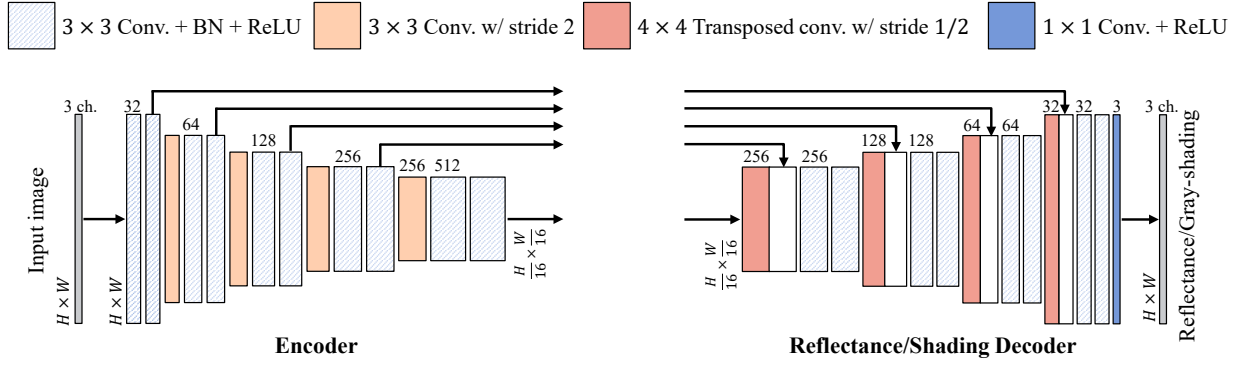 3 × 3 Conv. + BN + ReLU
3 × 3 Conv. w/ stride 2
4 × 4 Transposed conv. w/ stride 1/2
1 × 1 Conv. + ReLU
Input image
3 ch.
H × W
32
H × W
64
128
256
256
512
H/16 × W/16
Encoder
H/16 × W/16
256
256
128
128
64
64
32
32
3
3 ch.
H × W
Reflectance/Gray-shading
Reflectance/Shading Decoder